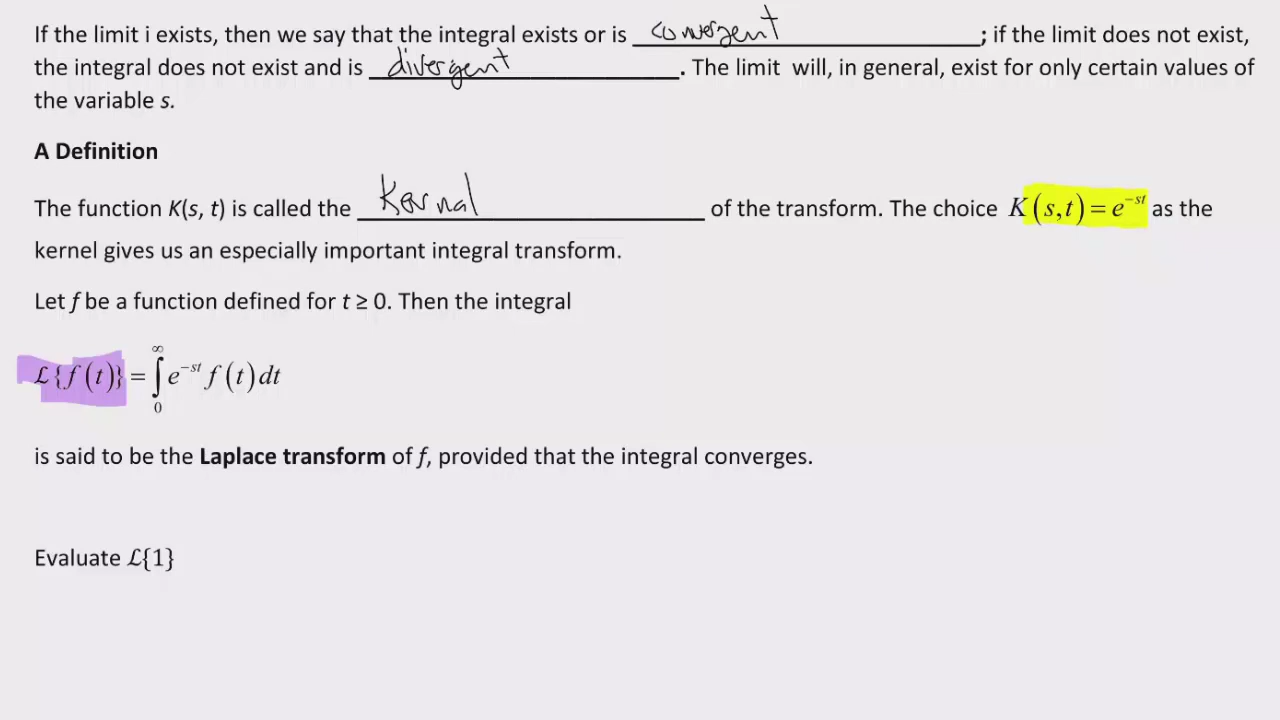 If the limit i exists, then we say that the integral exists or is convergent; if the limit does not exist,
the integral does not exist and is divergent. The limit will, in general, exist for only certain values of
the variable s.
A Definition
The function K(s, t) is called the Kernal of the transform. The choice K(s,t) = e^{-st} as the
kernel gives us an especially important integral transform.
Let f be a function defined for t ≥ 0. Then the integral
ℒ{f(t)} = ∫_0^∞ e^{-st} f(t) dt
is said to be the Laplace transform of f, provided that the integral converges.
Evaluate ℒ{1}